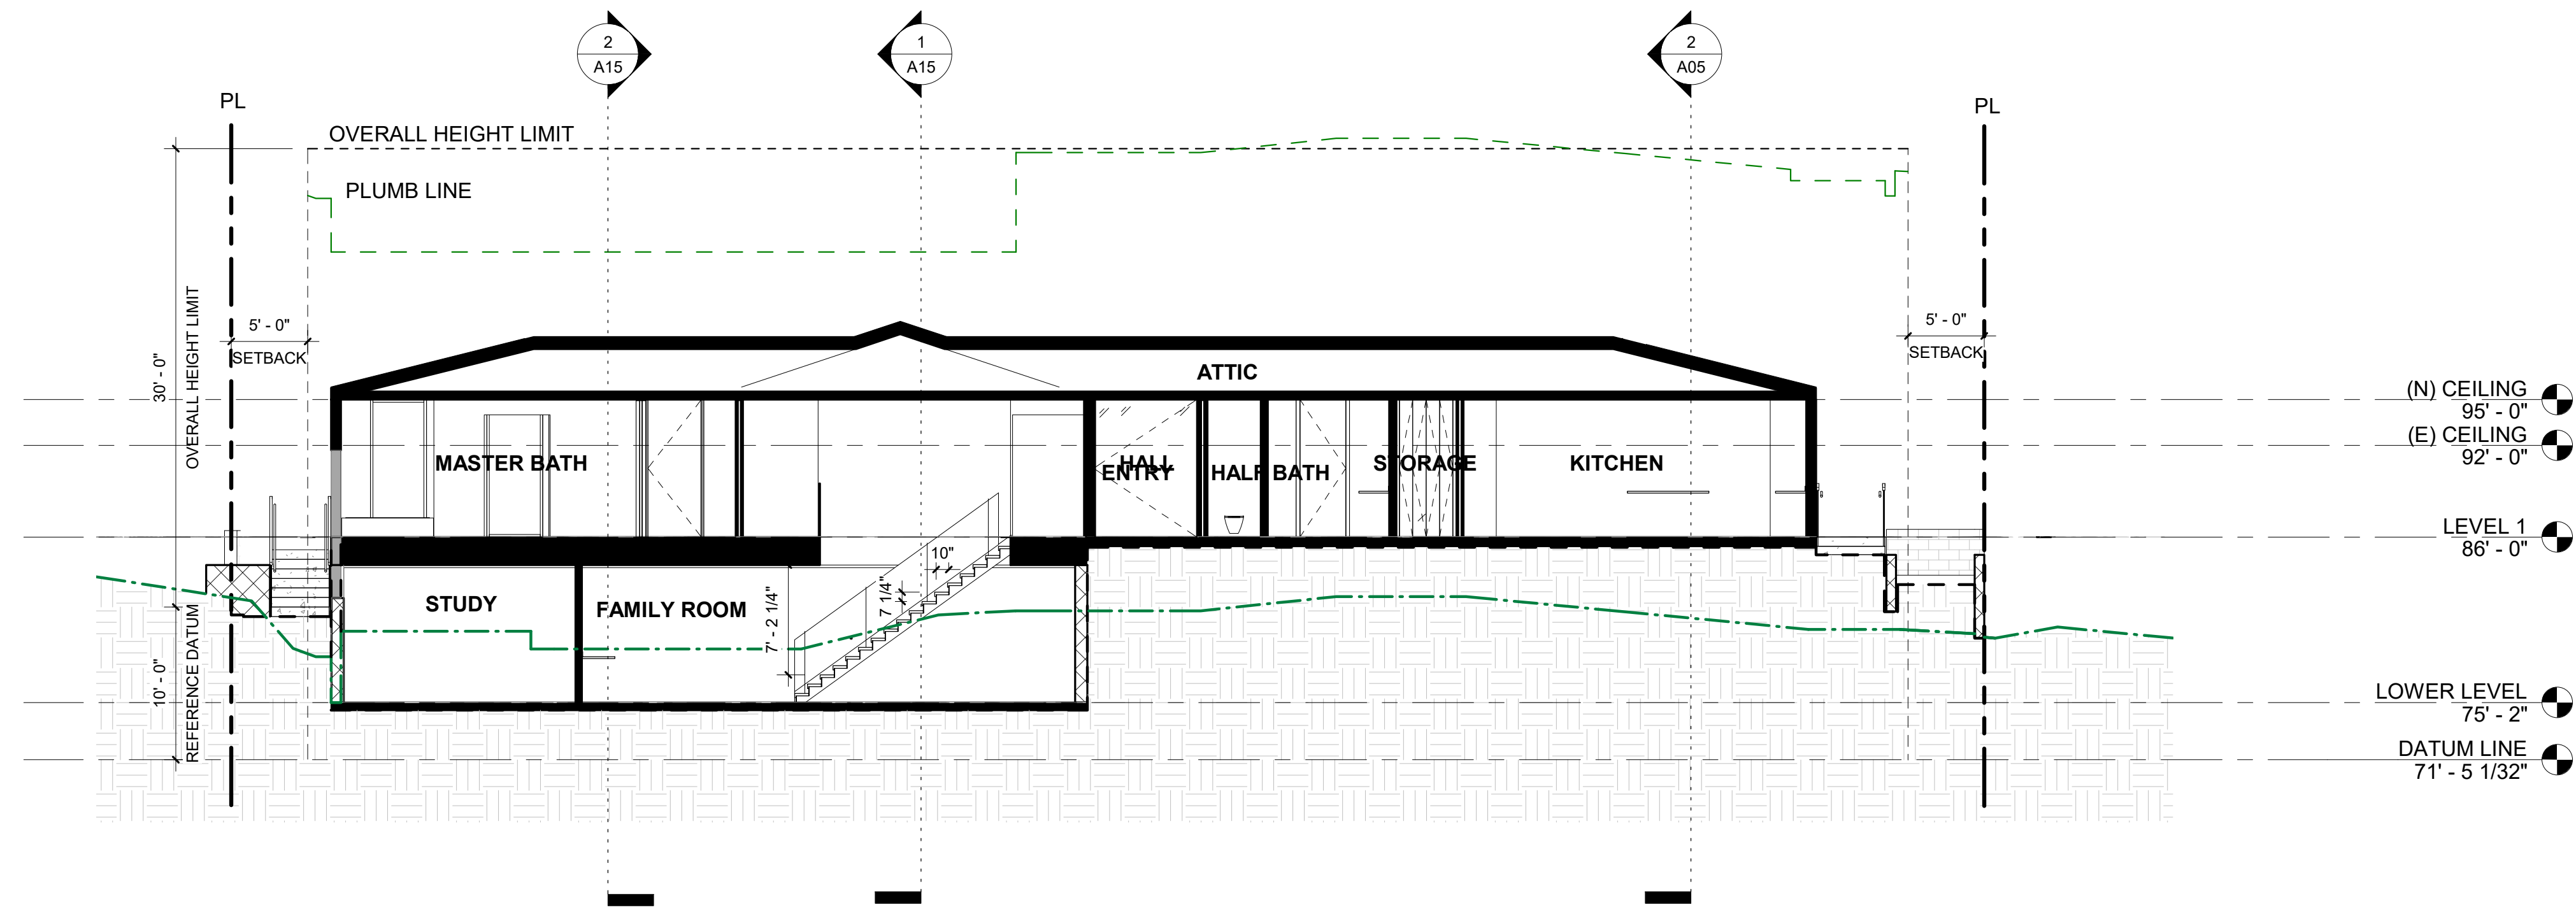 2
A15
1
A15
2
A05
PL
PL
OVERALL HEIGHT LIMIT
PLUMB LINE
5' - 0"
SETBACK
5' - 0"
SETBACK
30' - 0"
OVERALL HEIGHT LIMIT
ATTIC
(N) CEILING
95' - 0"
(E) CEILING
92' - 0"
MASTER BATH
HALL
ENTRY
HALF BATH
STORAGE
KITCHEN
LEVEL 1
86' - 0"
10"
7 1/4"
7' - 2 1/4"
STUDY
FAMILY ROOM
10' - 0"
REFERENCE DATUM
LOWER LEVEL
75' - 2"
DATUM LINE
71' - 5 1/32"